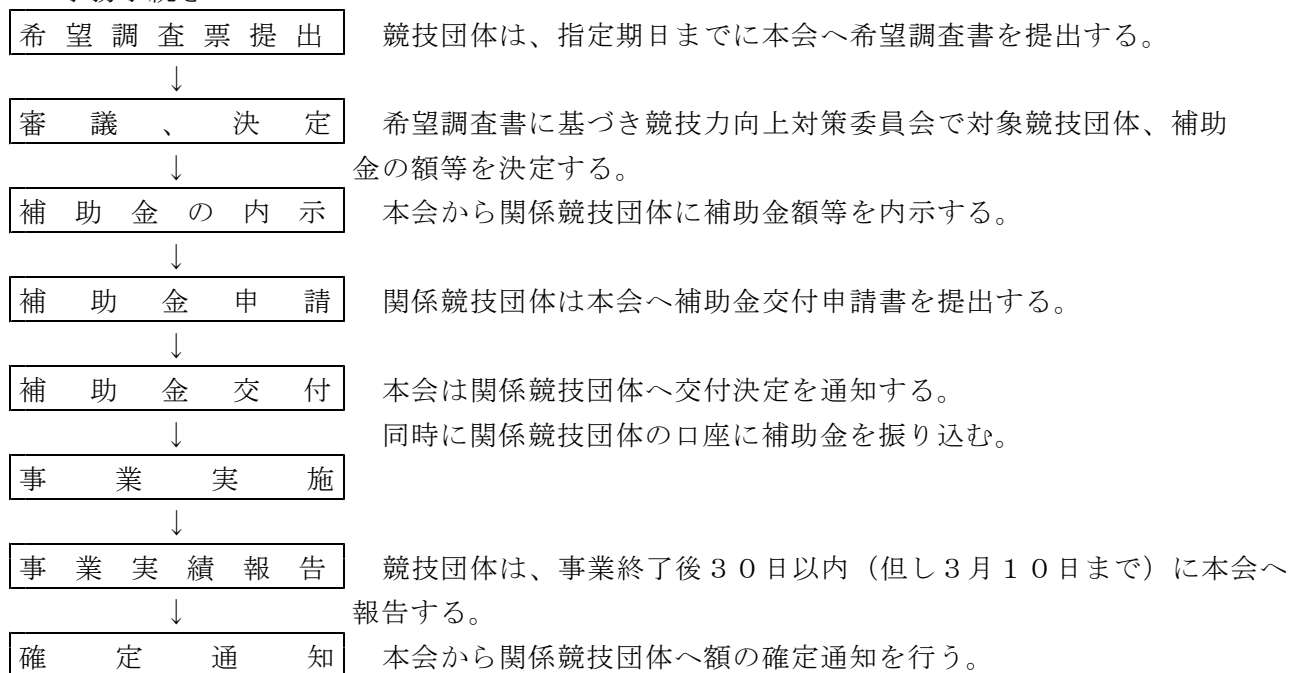 希望調査票提出　競技団体は、指定期日までに本会へ希望調査書を提出する。
↓
審議、決定　希望調査書に基づき競技力向上対策委員会で対象競技団体、補助
↓　金の額等を決定する。
補助金の内示　本会から関係競技団体に補助金額等を内示する。
↓
補助金申請　関係競技団体は本会へ補助金交付申請書を提出する。
↓
補助金交付　本会は関係競技団体へ交付決定を通知する。
↓　同時に関係競技団体の口座に補助金を振り込む。
事業実施
↓
事業実績報告　競技団体は、事業終了後３０日以内（但し３月１０日まで）に本会へ
↓　報告する。
確定通知　本会から関係競技団体へ額の確定通知を行う。